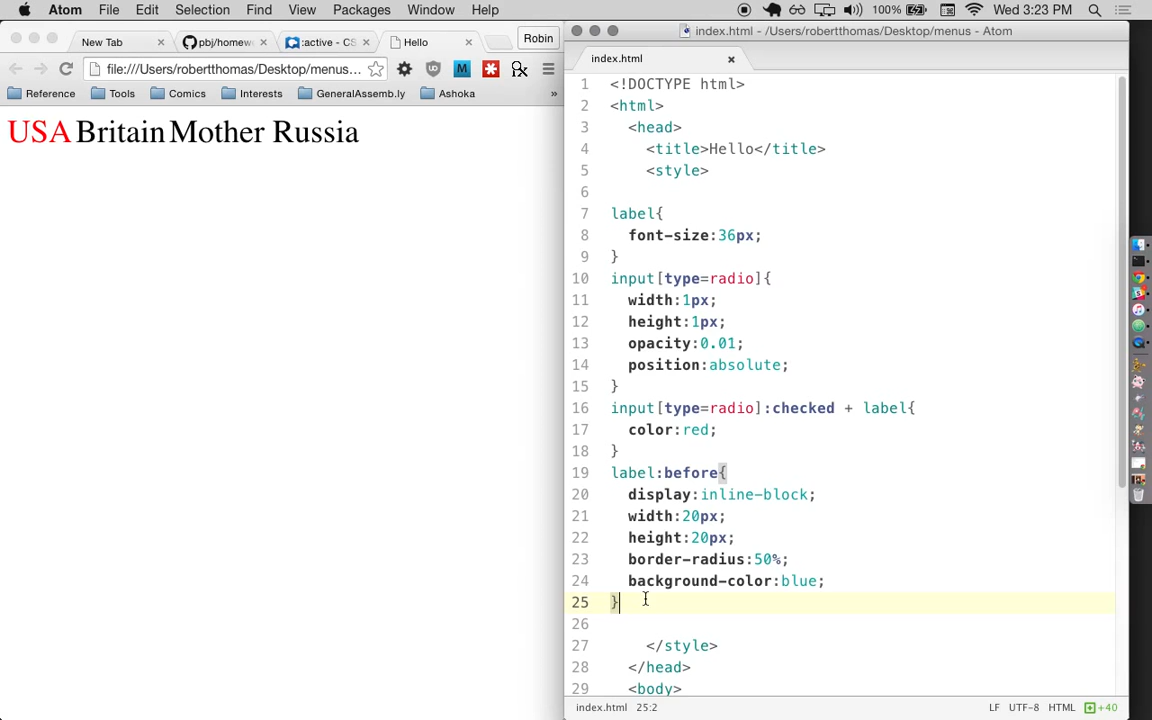 Atom File Edit Selection Find View Packages Window Help 100% Wed 3:23 PM
New Tab pbj/homew :active - CS Hello Robin
file:///Users/robertthomas/Desktop/menus...
Reference Tools Comics Interests GeneralAssemb.ly Ashoka »
USA Britain Mother Russia
index.html - /Users/robertthomas/Desktop/menus - Atom
index.html
1 <!DOCTYPE html>
2 <html>
3 <head>
4 <title>Hello</title>
5 <style>
6
7 label{
8 font-size:36px;
9 }
10 input[type=radio]{
11 width:1px;
12 height:1px;
13 opacity:0.01;
14 position:absolute;
15 }
16 input[type=radio]:checked + label{
17 color:red;
18 }
19 label:before{
20 display:inline-block;
21 width:20px;
22 height:20px;
23 border-radius:50%;
24 background-color:blue;
25 }
26
27 </style>
28 </head>
29 <body>
index.html 25:2 LF UTF-8 HTML +40